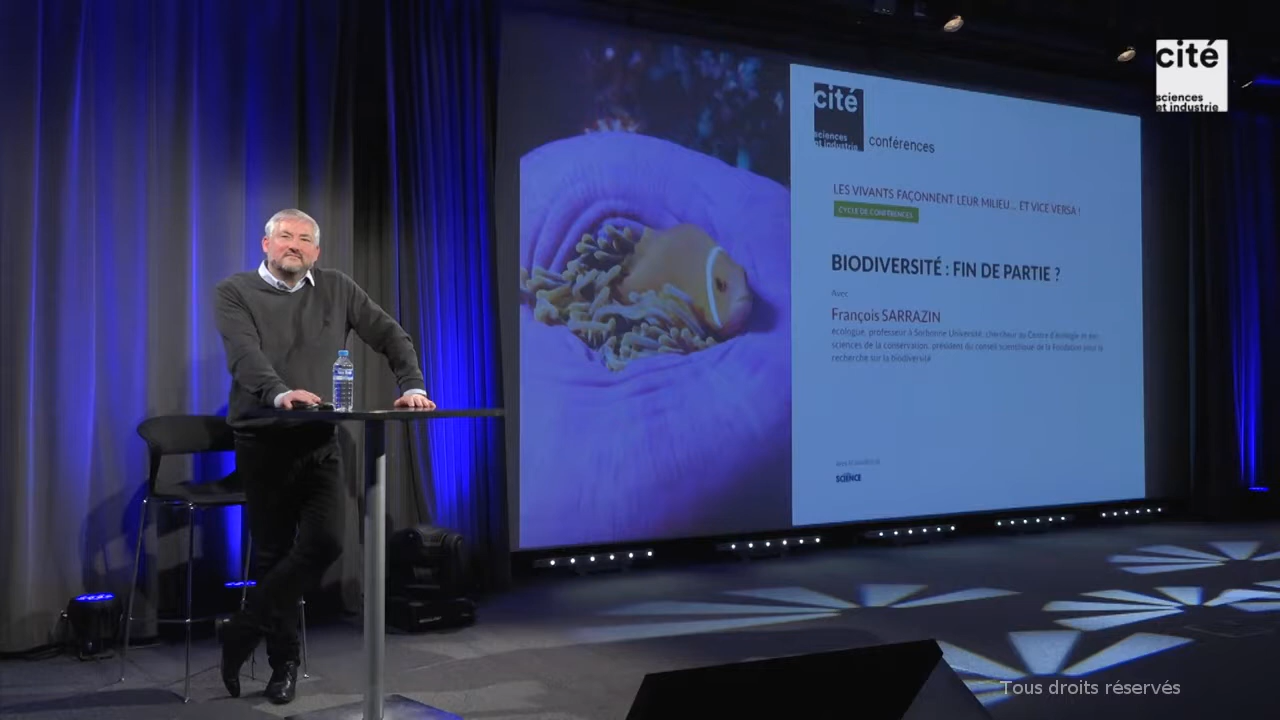 cité
sciences
et industrie
cité
sciences
et industrie
conférences
LES VIVANTS FAÇONNENT LEUR MILIEU... ET VICE VERSA !
CYCLE DE CONFÉRENCES
BIODIVERSITÉ : FIN DE PARTIE ?
Avec
François SARRAZIN
écologue, professeur à Sorbonne Université, chercheur au Centre d'écologie et des
sciences de la conservation, président du conseil scientifique de la Fondation pour la
recherche sur la biodiversité
SCIENCE
Tous droits réservés